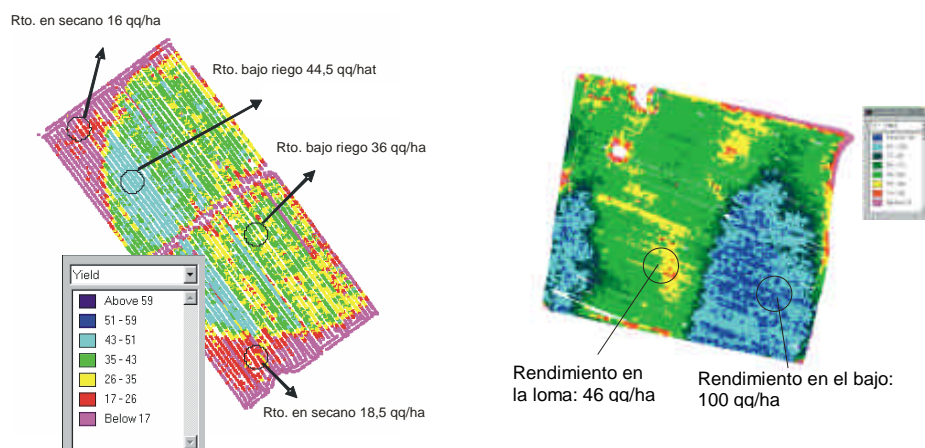 Rto. en secano 16 qq/ha
Rto. bajo riego 44,5 qq/hat
Rto. bajo riego 36 qq/ha
Yield
Above 59
51 - 59
43 - 51
35 - 43
26 - 35
17 - 26
Below 17
Rto. en secano 18,5 qq/ha
Rendimiento en
la loma: 46 qq/ha
Rendimiento en el bajo:
100 qq/ha